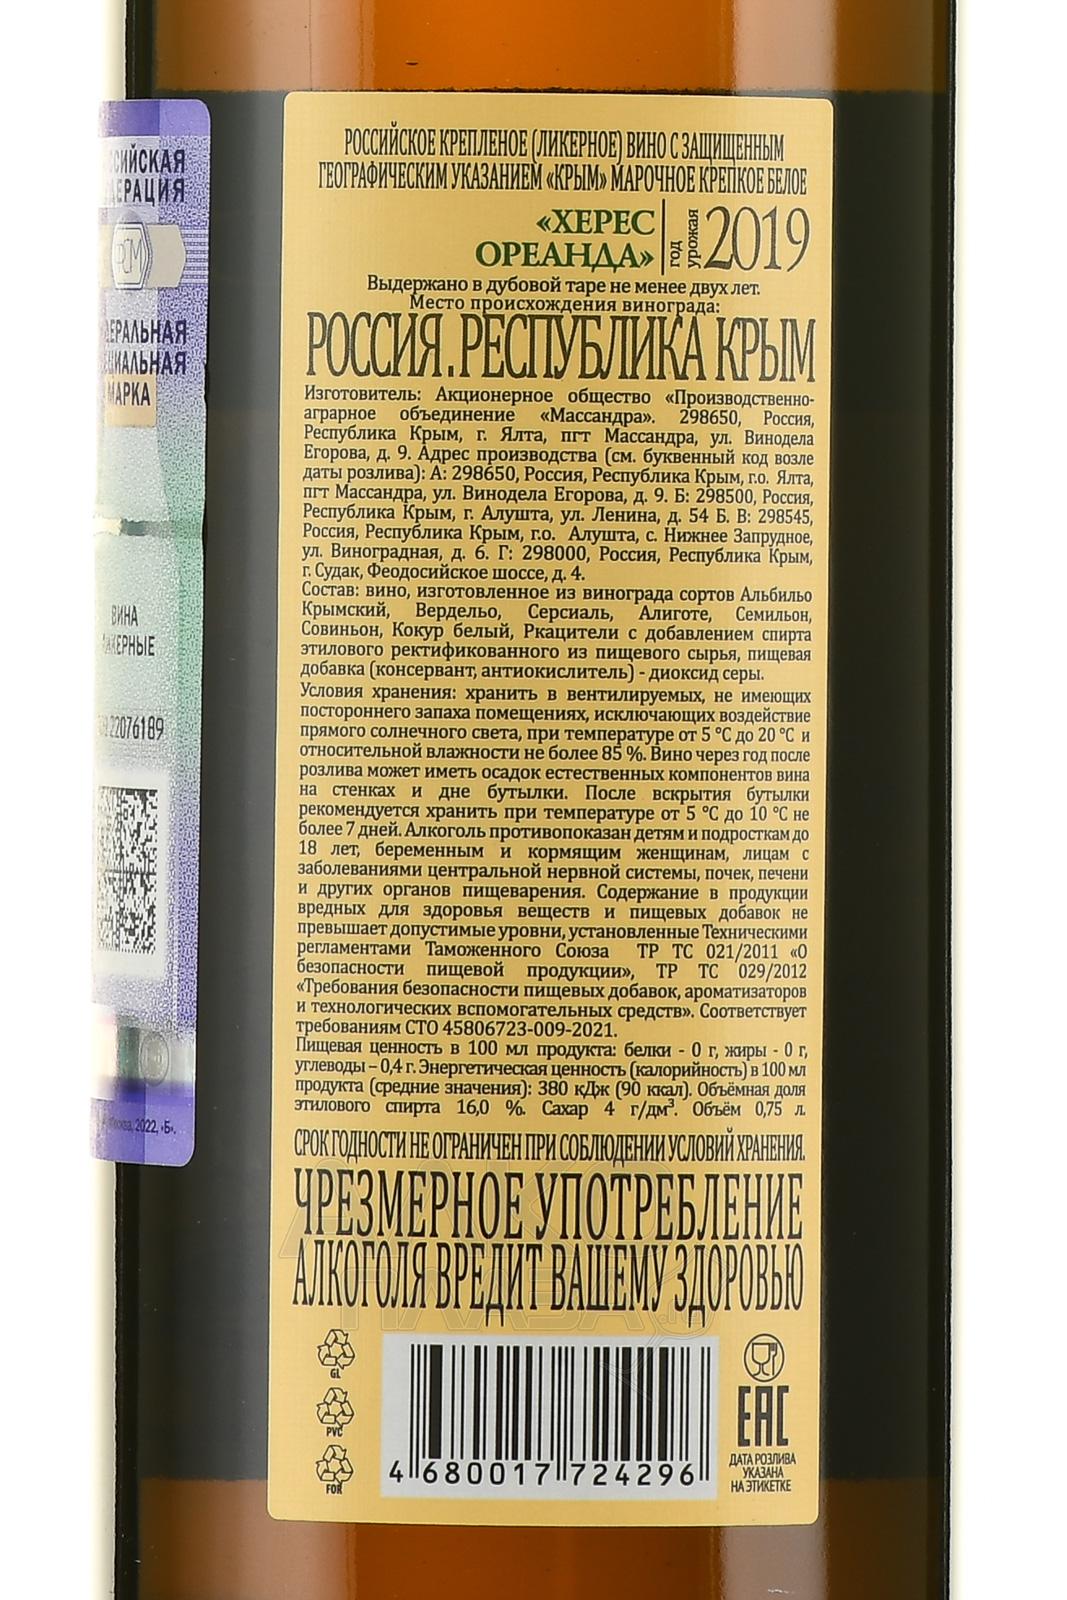 РОССИЙСКОЕ КРЕПЛЕНОЕ (ЛИКЕРНОЕ) ВИНО С ЗАЩИЩЕННЫМ
ГЕОГРАФИЧЕСКИМ УКАЗАНИЕМ «КРЫМ» МАРОЧНОЕ КРЕПКОЕ БЕЛОЕ
«ХЕРЕС
ОРЕАНДА»
год
урожая
2019
Выдержано в дубовой таре не менее двух лет.
Место происхождения винограда:
РОССИЯ.РЕСПУБЛИКА КРЫМ
Изготовитель: Акционерное общество «Производственно-
аграрное объединение «Массандра». 298650, Россия,
Республика Крым, г. Ялта, пгт Массандра, ул. Винодела
Егорова, д. 9. Адрес производства (см. буквенный код возле
даты розлива): А: 298650, Россия, Республика Крым, г.о. Ялта,
пгт Массандра, ул. Винодела Егорова, д. 9. Б: 298500, Россия,
Республика Крым, г. Алушта, ул. Ленина, д. 54 Б. В: 298545,
Россия, Республика Крым, г.о. Алушта, с. Нижнее Запрудное,
ул. Виноградная, д. 6. Г: 298000, Россия, Республика Крым,
г. Судак, Феодосийское шоссе, д. 4.
Состав: вино, изготовленное из винограда сортов Альбильо
Крымский, Вердельо, Серсиаль, Алиготе, Семильон,
Совиньон, Кокур белый, Ркацители с добавлением спирта
этилового ректификованного из пищевого сырья, пищевая
добавка (консервант, антиокислитель) - диоксид серы.
Условия хранения: хранить в вентилируемых, не имеющих
постороннего запаха помещениях, исключающих воздействие
прямого солнечного света, при температуре от 5 °С до 20 °С и
относительной влажности не более 85 %. Вино через год после
розлива может иметь осадок естественных компонентов вина
на стенках и дне бутылки. После вскрытия бутылки
рекомендуется хранить при температуре от 5 °С до 10 °С не
более 7 дней. Алкоголь противопоказан детям и подросткам до
18 лет, беременным и кормящим женщинам, лицам с
заболеваниями центральной нервной системы, почек, печени
и других органов пищеварения. Содержание в продукции
вредных для здоровья веществ и пищевых добавок не
превышает допустимые уровни, установленные Техническими
регламентами Таможенного Союза ТР ТС 021/2011 «О
безопасности пищевой продукции», ТР ТС 029/2012
«Требования безопасности пищевых добавок, ароматизаторов
и технологических вспомогательных средств». Соответствует
требованиям СТО 45806723-009-2021.
Пищевая ценность в 100 мл продукта: белки - 0 г, жиры - 0 г,
углеводы – 0,4 г. Энергетическая ценность (калорийность) в 100 мл
продукта (средние значения): 380 кДж (90 ккал). Объёмная доля
этилового спирта 16,0 %. Сахар 4 г/дм³. Объём 0,75 л.
СРОК ГОДНОСТИ НЕ ОГРАНИЧЕН ПРИ СОБЛЮДЕНИИ УСЛОВИЙ ХРАНЕНИЯ.
ЧРЕЗМЕРНОЕ УПОТРЕБЛЕНИЕ
АЛКОГОЛЯ ВРЕДИТ ВАШЕМУ ЗДОРОВЬЮ
GL
PVC
FOR
4 680017 724296
EAC
ДАТА РОЗЛИВА
УКАЗАНА
НА ЭТИКЕТКЕ
РСМ
МАРКА
ВИНА
22076189
2022, «Б».